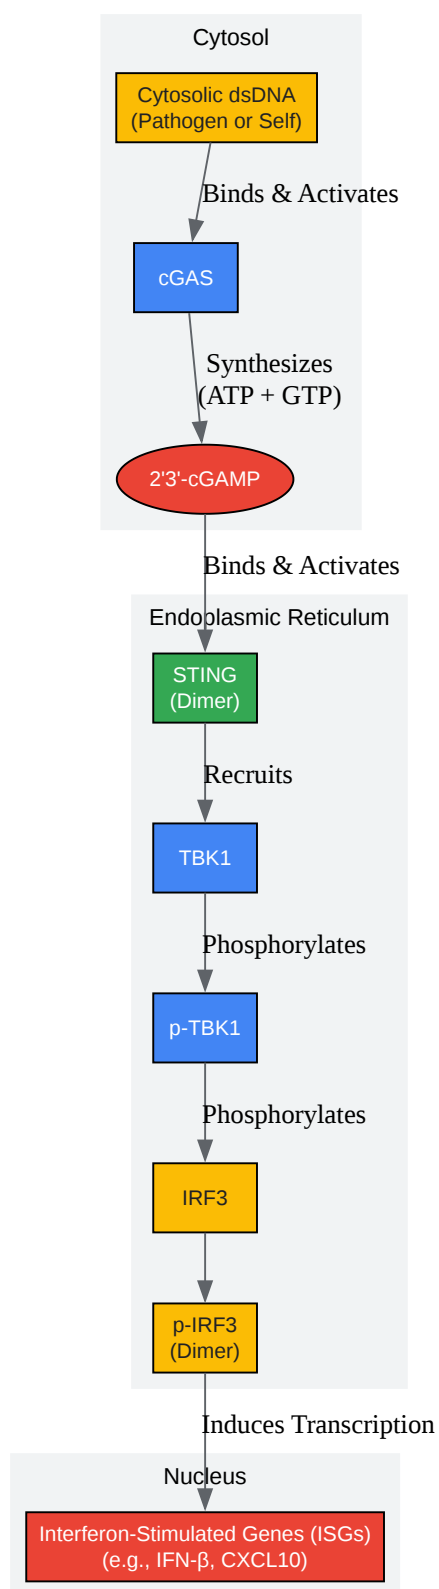 Cytosol
Cytosolic dsDNA
(Pathogen or Self)
Binds & Activates
cGAS
Synthesizes
(ATP + GTP)
2'3'-cGAMP
Binds & Activates
Endoplasmic Reticulum
STING
(Dimer)
Recruits
TBK1
Phosphorylates
p-TBK1
Phosphorylates
IRF3
p-IRF3
(Dimer)
Induces Transcription
Nucleus
Interferon-Stimulated Genes (ISGs)
(e.g., IFN-β, CXCL10)